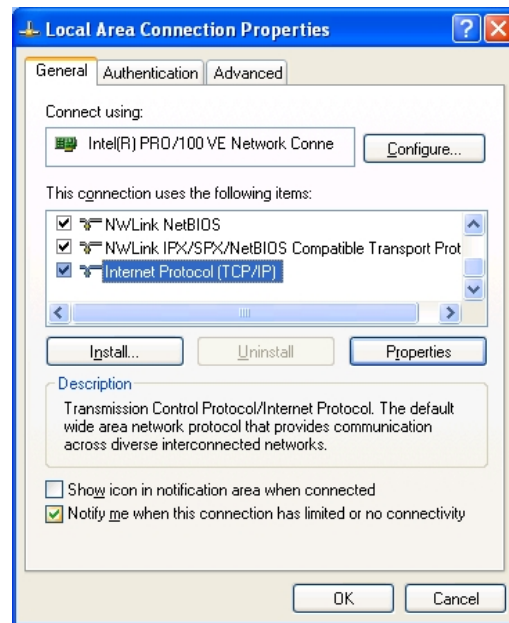 Local Area Connection Properties
General Authentication Advanced
Connect using:
Intel(R) PRO/100 VE Network Conne
Configure...
This connection uses the following items:
NWLink NetBIOS
NWLink IPX/SPX/NetBIOS Compatible Transport Prot
Internet Protocol (TCP/IP)
Install... Uninstall Properties
Description
Transmission Control Protocol/Internet Protocol. The default
wide area network protocol that provides communication
across diverse interconnected networks.
Show icon in notification area when connected
Notify me when this connection has limited or no connectivity
OK Cancel